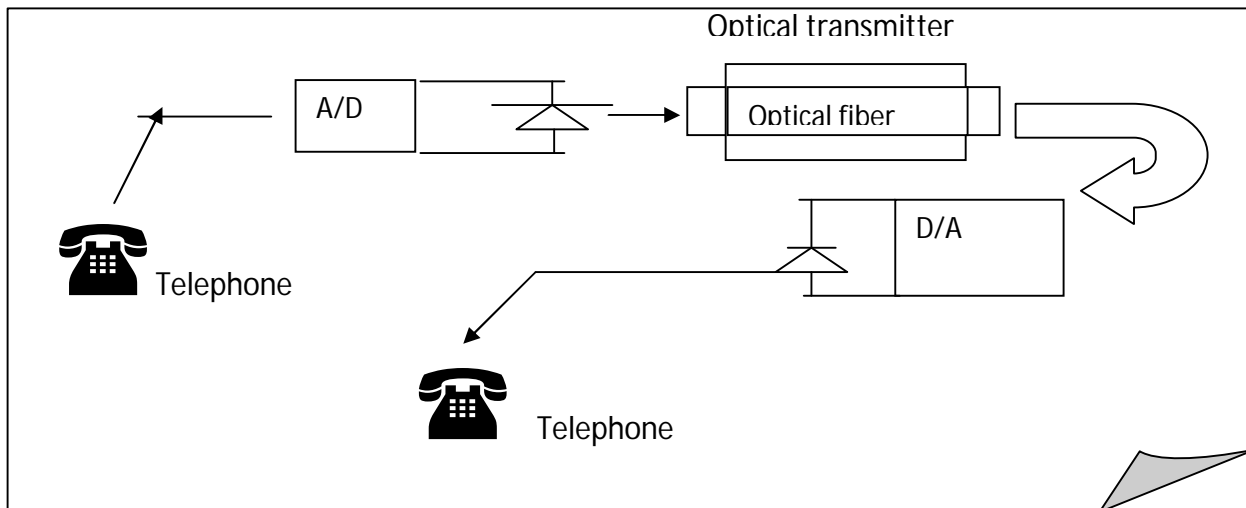 Optical transmitter
A/D
Optical fiber
D/A
Telephone
Telephone